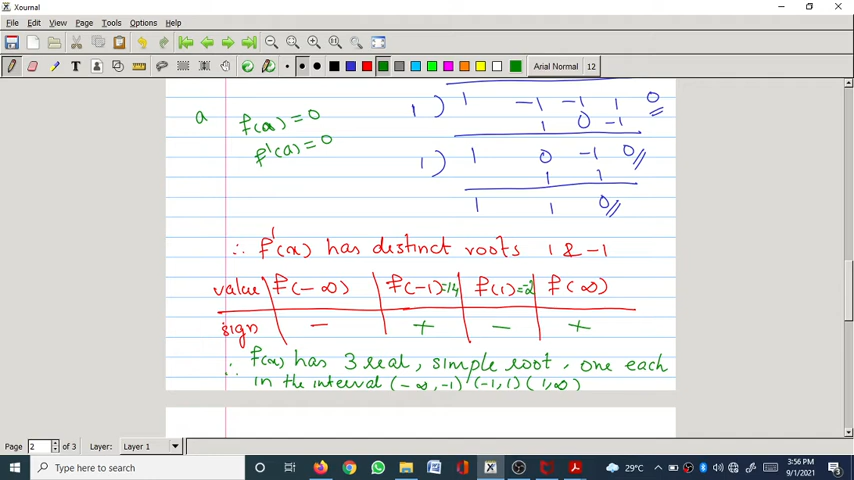 Xournal
File Edit View Page Tools Options Help
Arial Normal 12
1 ) 1 -1 -1 1 0
1 0 -1
a f(a)=0
f'(a)=0
1 ) 1 0 -1 0
1 1
1 1 0
∴ f'(x) has distinct roots 1 & -1
value f(-∞) f(-1)=14 f(1)=-2 f(∞)
sign - + - +
∴ f(x) has 3 real, simple root, one each
in the interval (-∞,-1) (-1,1) (1,∞)
Page 2 of 3 Layer: Layer 1
Type here to search
29°C
3:56 PM
9/1/2021
3